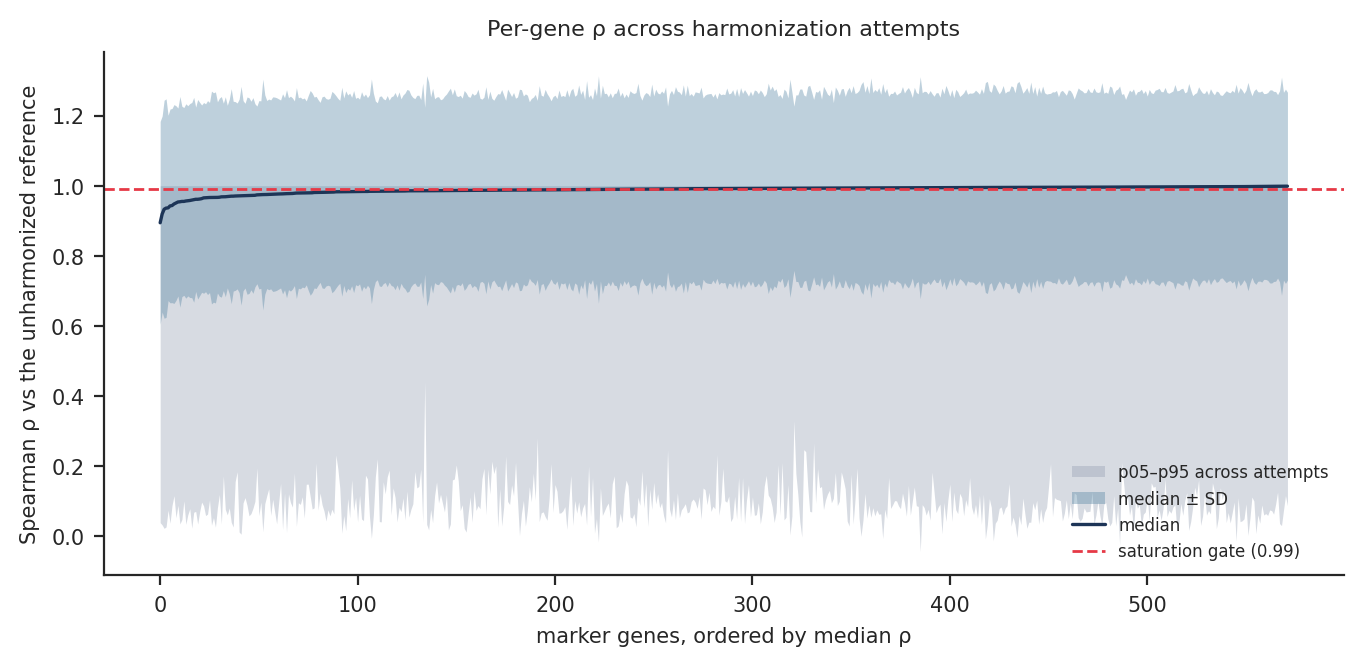 Per-gene ρ across harmonization attempts
Spearman ρ vs the unharmonized reference
1.2
1.0
0.8
0.6
0.4
0.2
0.0
p05–p95 across attempts
median ± SD
median
saturation gate (0.99)
0
100
200
300
400
500
marker genes, ordered by median ρ